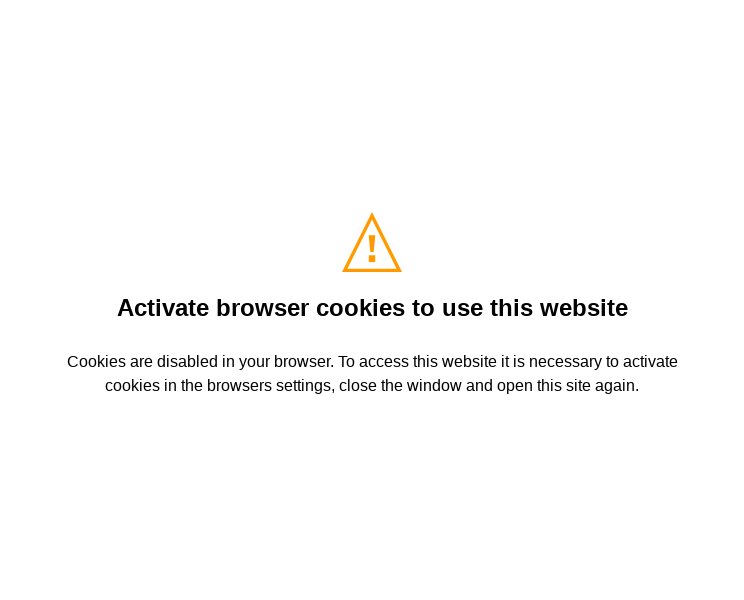 !
Activate browser cookies to use this website
Cookies are disabled in your browser. To access this website it is necessary to activate
cookies in the browsers settings, close the window and open this site again.